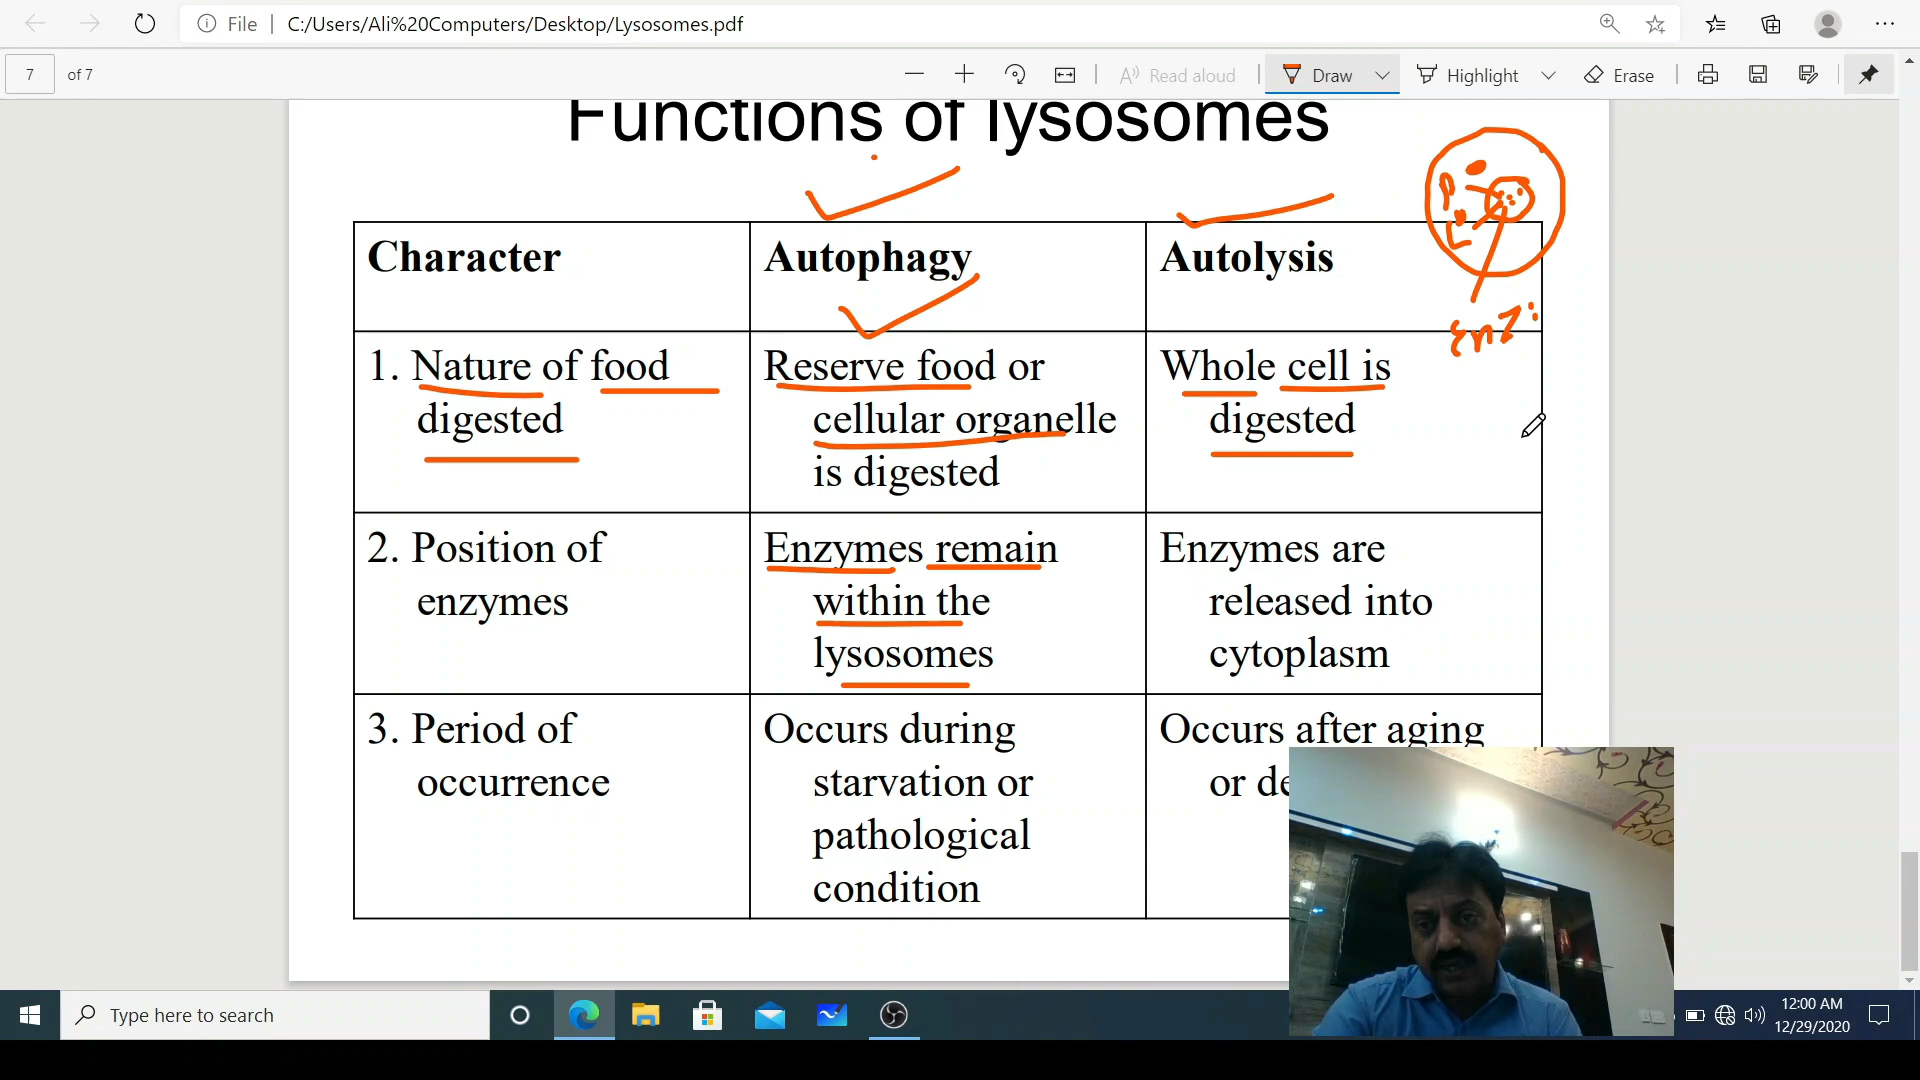 File
C:/Users/Ali%20Computers/Desktop/Lysosomes.pdf
7 of 7
Read aloud
Draw
Highlight
Erase
Functions of lysosomes
Character
Autophagy
Autolysis
P
L
Enz:
1. Nature of food
digested
Reserve food or
cellular organelle
is digested
Whole cell is
digested
2. Position of
enzymes
Enzymes remain
within the
lysosomes
Enzymes are
released into
cytoplasm
3. Period of
occurrence
Occurs during
starvation or
pathological
condition
Occurs after aging
or de
Type here to search
12:00 AM
12/29/2020